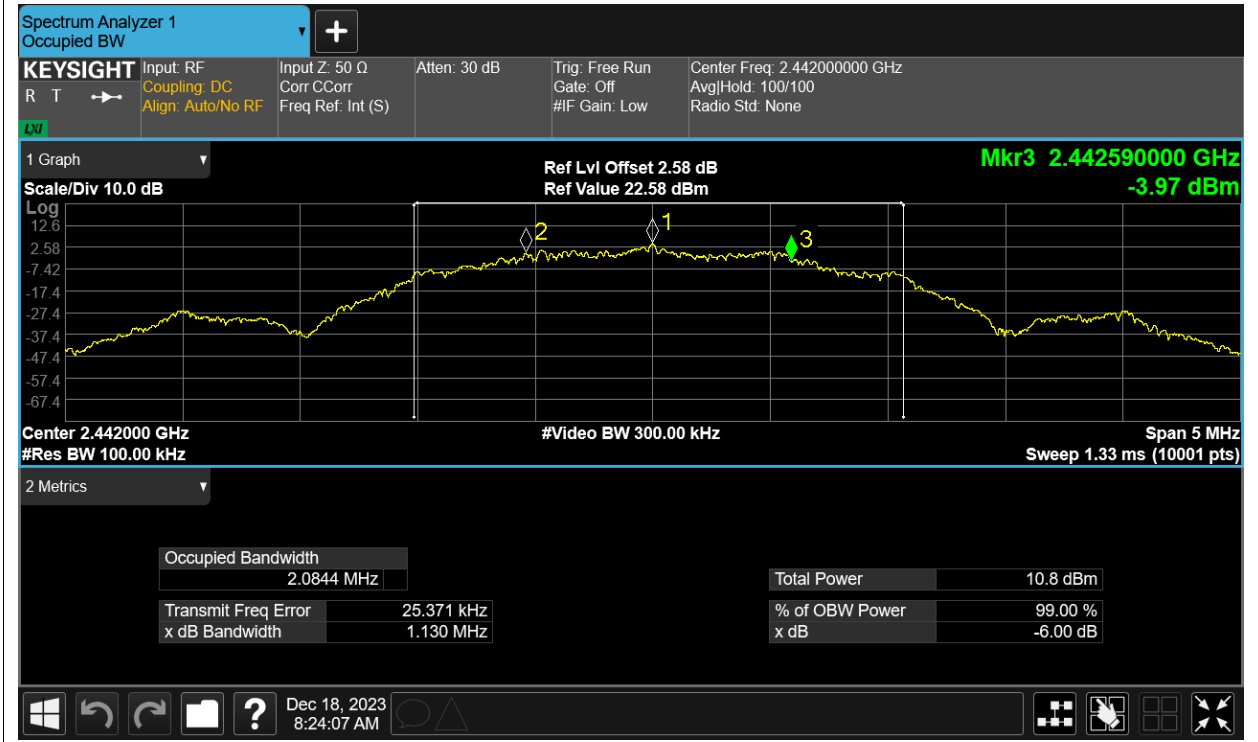 Spectrum Analyzer 1
Occupied BW
KEYSIGHT
R T
LXI
Input: RF
Coupling: DC
Align: Auto/No RF
Input Z: 50 Ω
Corr CCorr
Freq Ref: Int (S)
Atten: 30 dB
Trig: Free Run
Gate: Off
#IF Gain: Low
Center Freq: 2.442000000 GHz
Avg|Hold: 100/100
Radio Std: None
1 Graph
Scale/Div 10.0 dB
Ref Lvl Offset 2.58 dB
Ref Value 22.58 dBm
Mkr3 2.442590000 GHz
-3.97 dBm
Log
12.6
2.58
-7.42
-17.4
-27.4
-37.4
-47.4
-57.4
-67.4
2
1
3
Center 2.442000 GHz
#Video BW 300.00 kHz
Span 5 MHz
#Res BW 100.00 kHz
Sweep 1.33 ms (10001 pts)
2 Metrics
Occupied Bandwidth
2.0844 MHz
Total Power 10.8 dBm
Transmit Freq Error 25.371 kHz
% of OBW Power 99.00 %
x dB Bandwidth 1.130 MHz
x dB -6.00 dB
?
Dec 18, 2023
8:24:07 AM